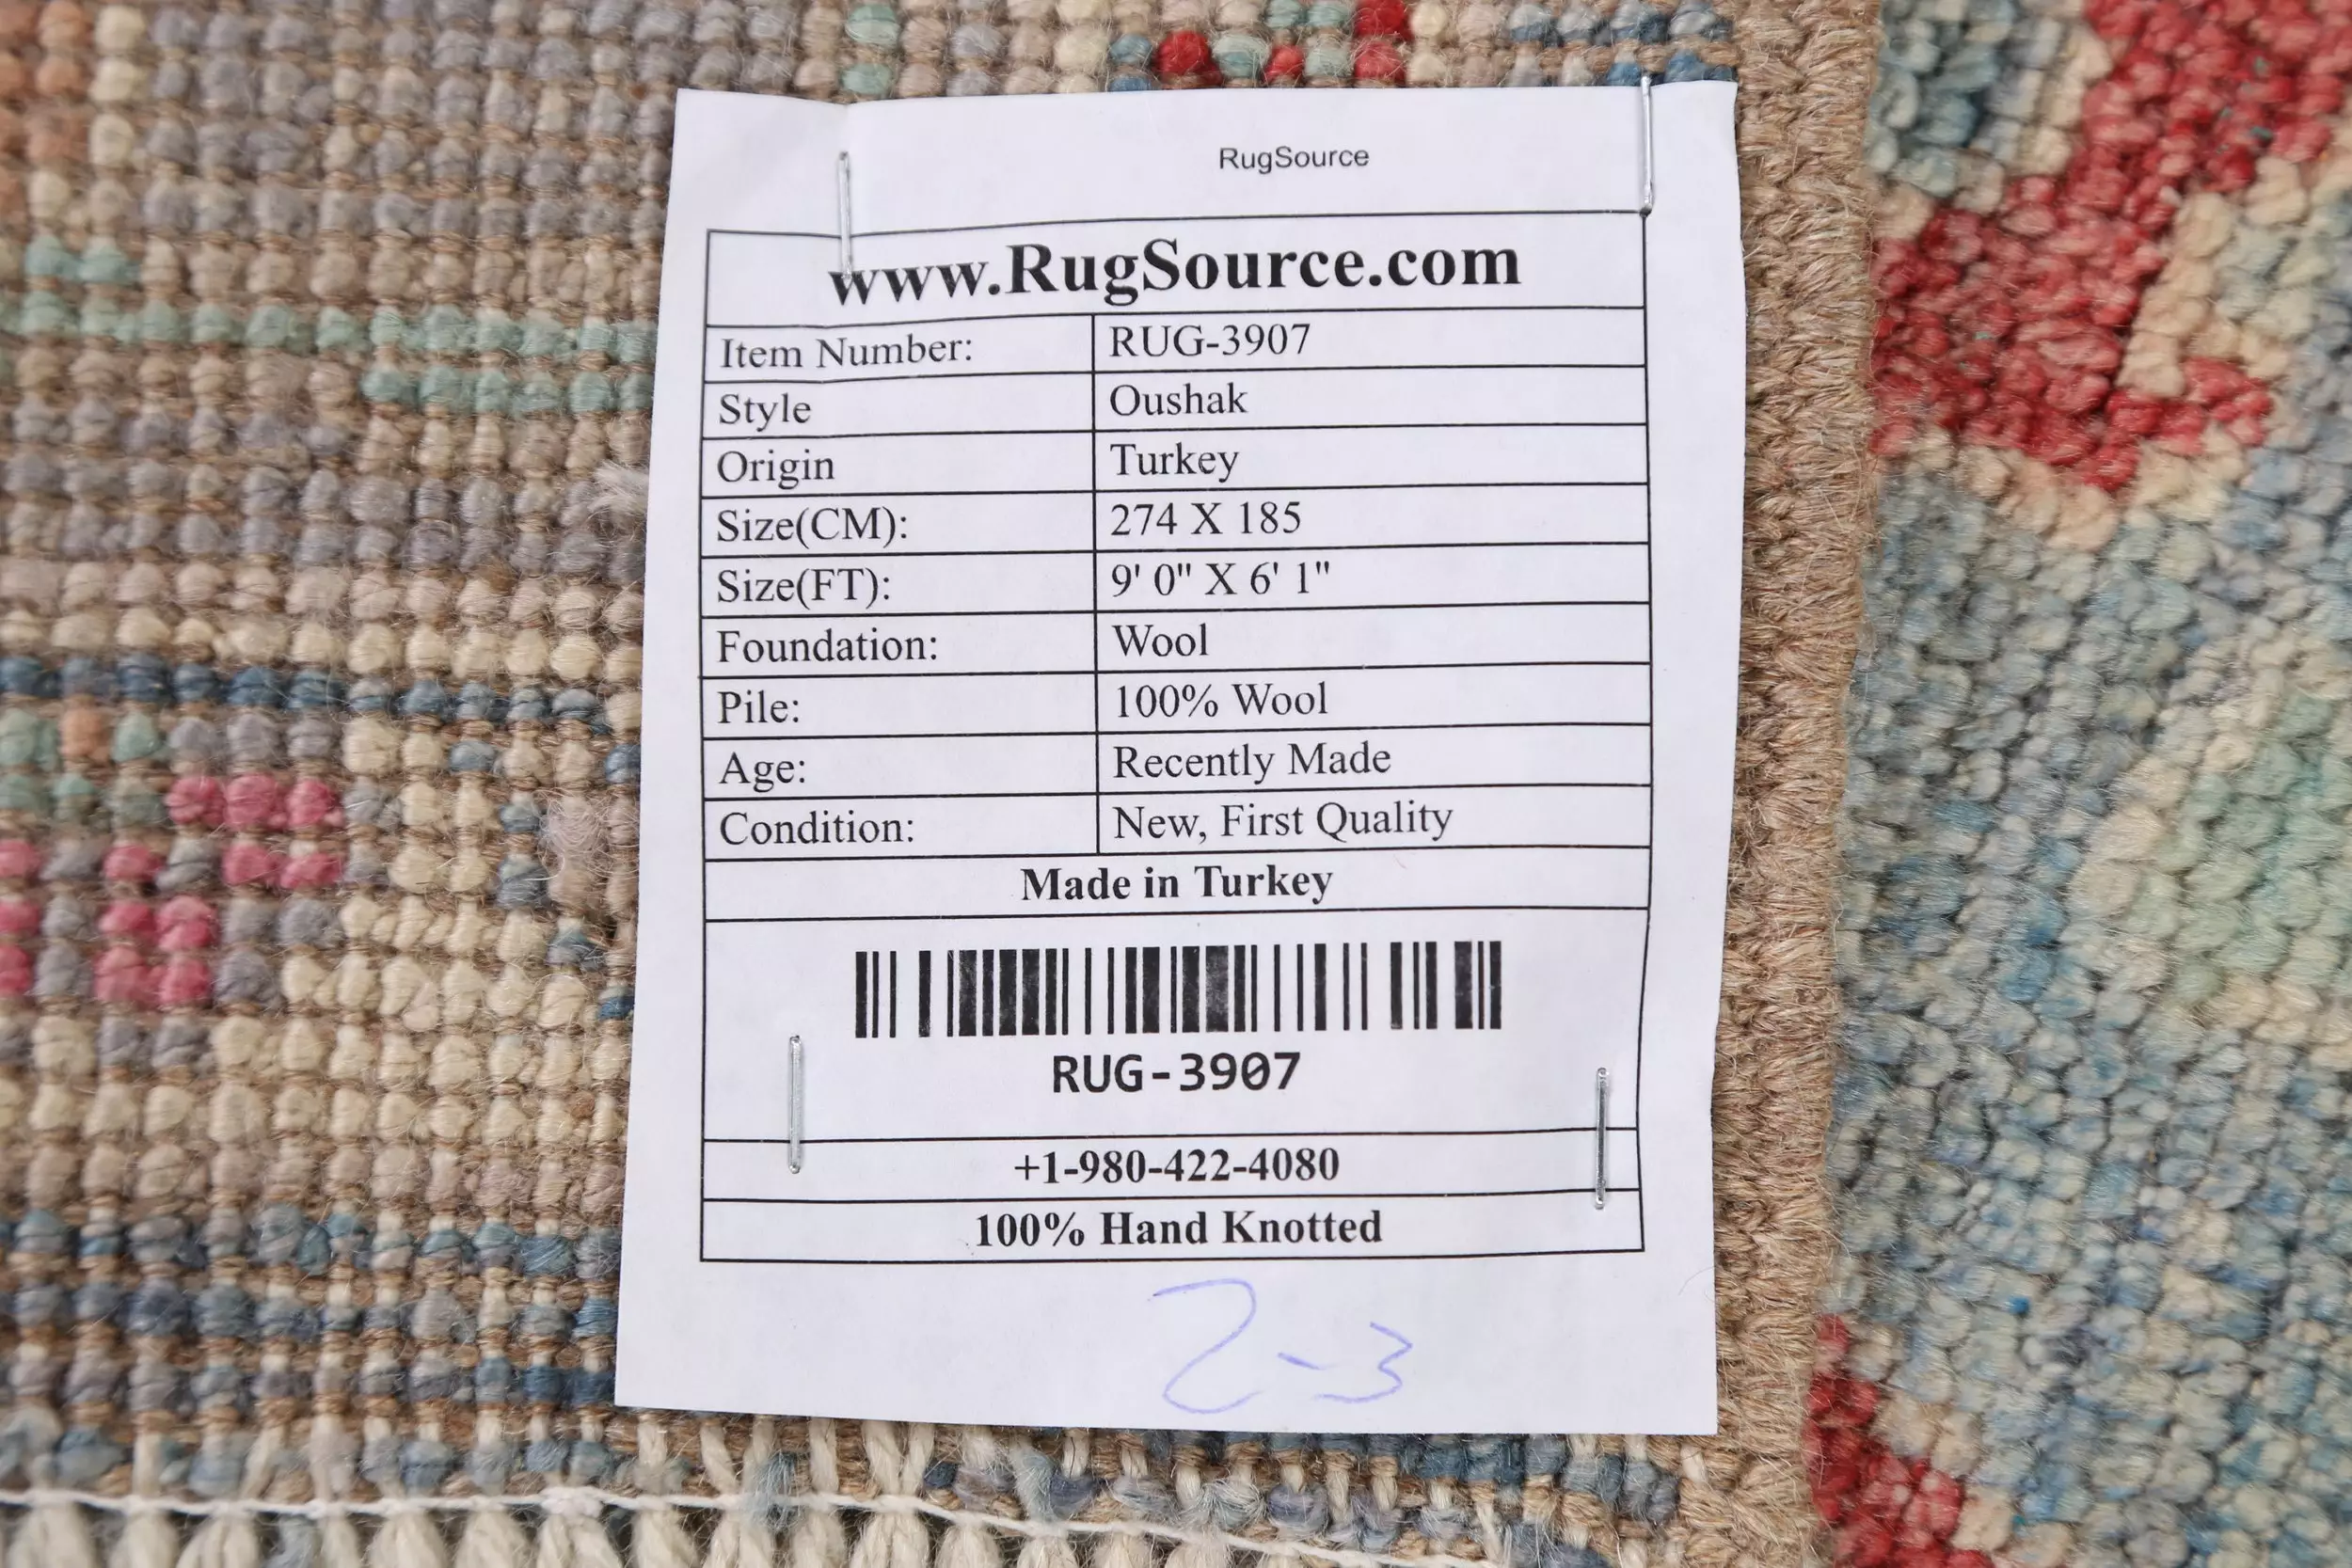 RugSource
www.RugSource.com
Item Number: RUG-3907
Style Oushak
Origin Turkey
Size(CM): 274 X 185
Size(FT): 9' 0" X 6' 1"
Foundation: Wool
Pile: 100% Wool
Age: Recently Made
Condition: New, First Quality
Made in Turkey
RUG-3907
+1-980-422-4080
100% Hand Knotted
2-3